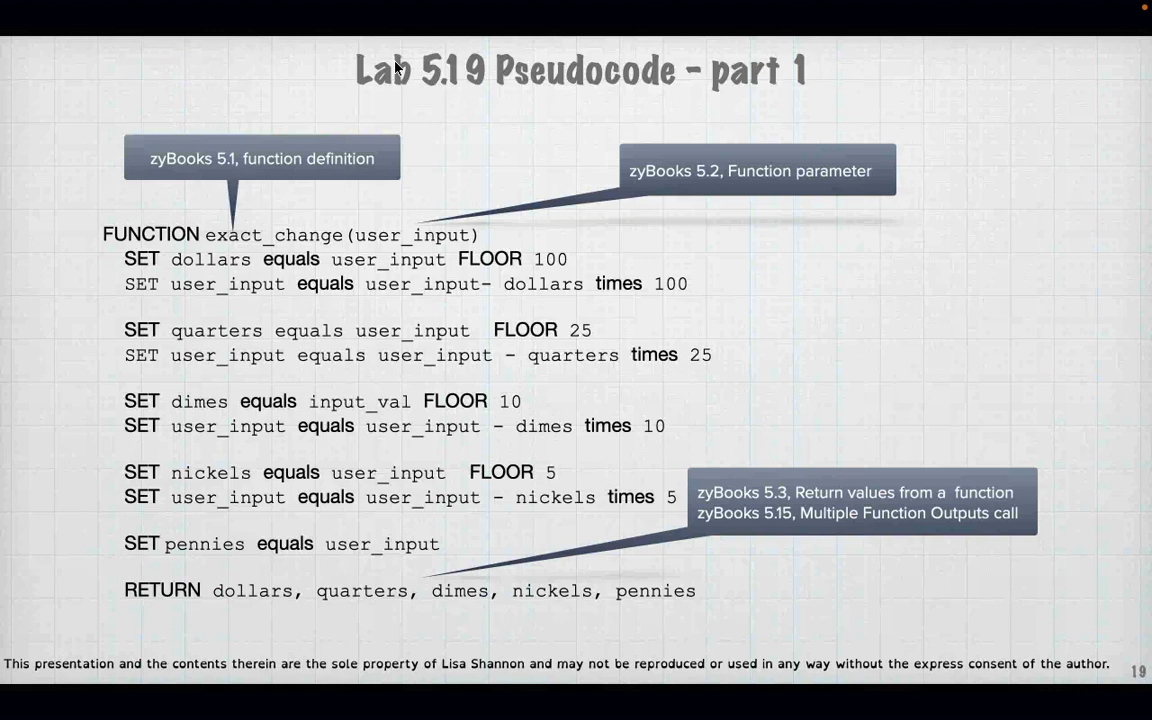 Lab 5.19 Pseudocode - part 1
zyBooks 5.1, function definition
zyBooks 5.2, Function parameter
FUNCTION exact_change(user_input)
SET dollars equals user_input FLOOR 100
SET user_input equals user_input- dollars times 100
SET quarters equals user_input FLOOR 25
SET user_input equals user_input - quarters times 25
SET dimes equals input_val FLOOR 10
SET user_input equals user_input - dimes times 10
SET nickels equals user_input FLOOR 5
SET user_input equals user_input - nickels times 5
zyBooks 5.3, Return values from a function
zyBooks 5.15, Multiple Function Outputs call
SET pennies equals user_input
RETURN dollars, quarters, dimes, nickels, pennies
This presentation and the contents therein are the sole property of Lisa Shannon and may not be reproduced or used in any way without the express consent of the author.
19